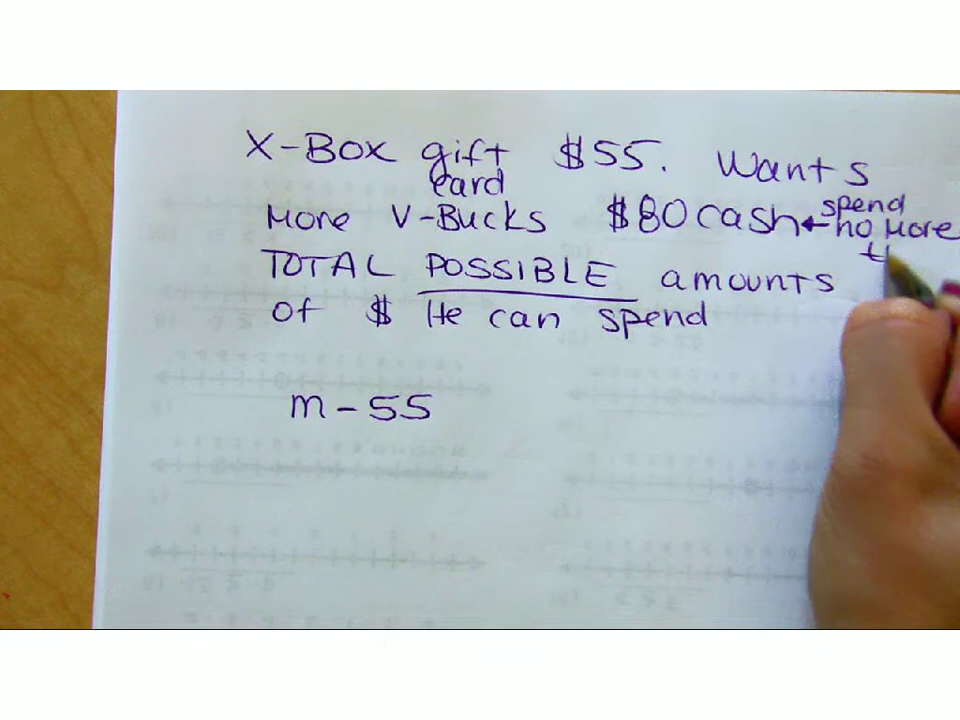 X-BOX gift $55. Wants
card
MORE V-BUCKS $80 cash ← spend
no more
TOTAL POSSIBLE amounts
of $ He can spend
m - 55